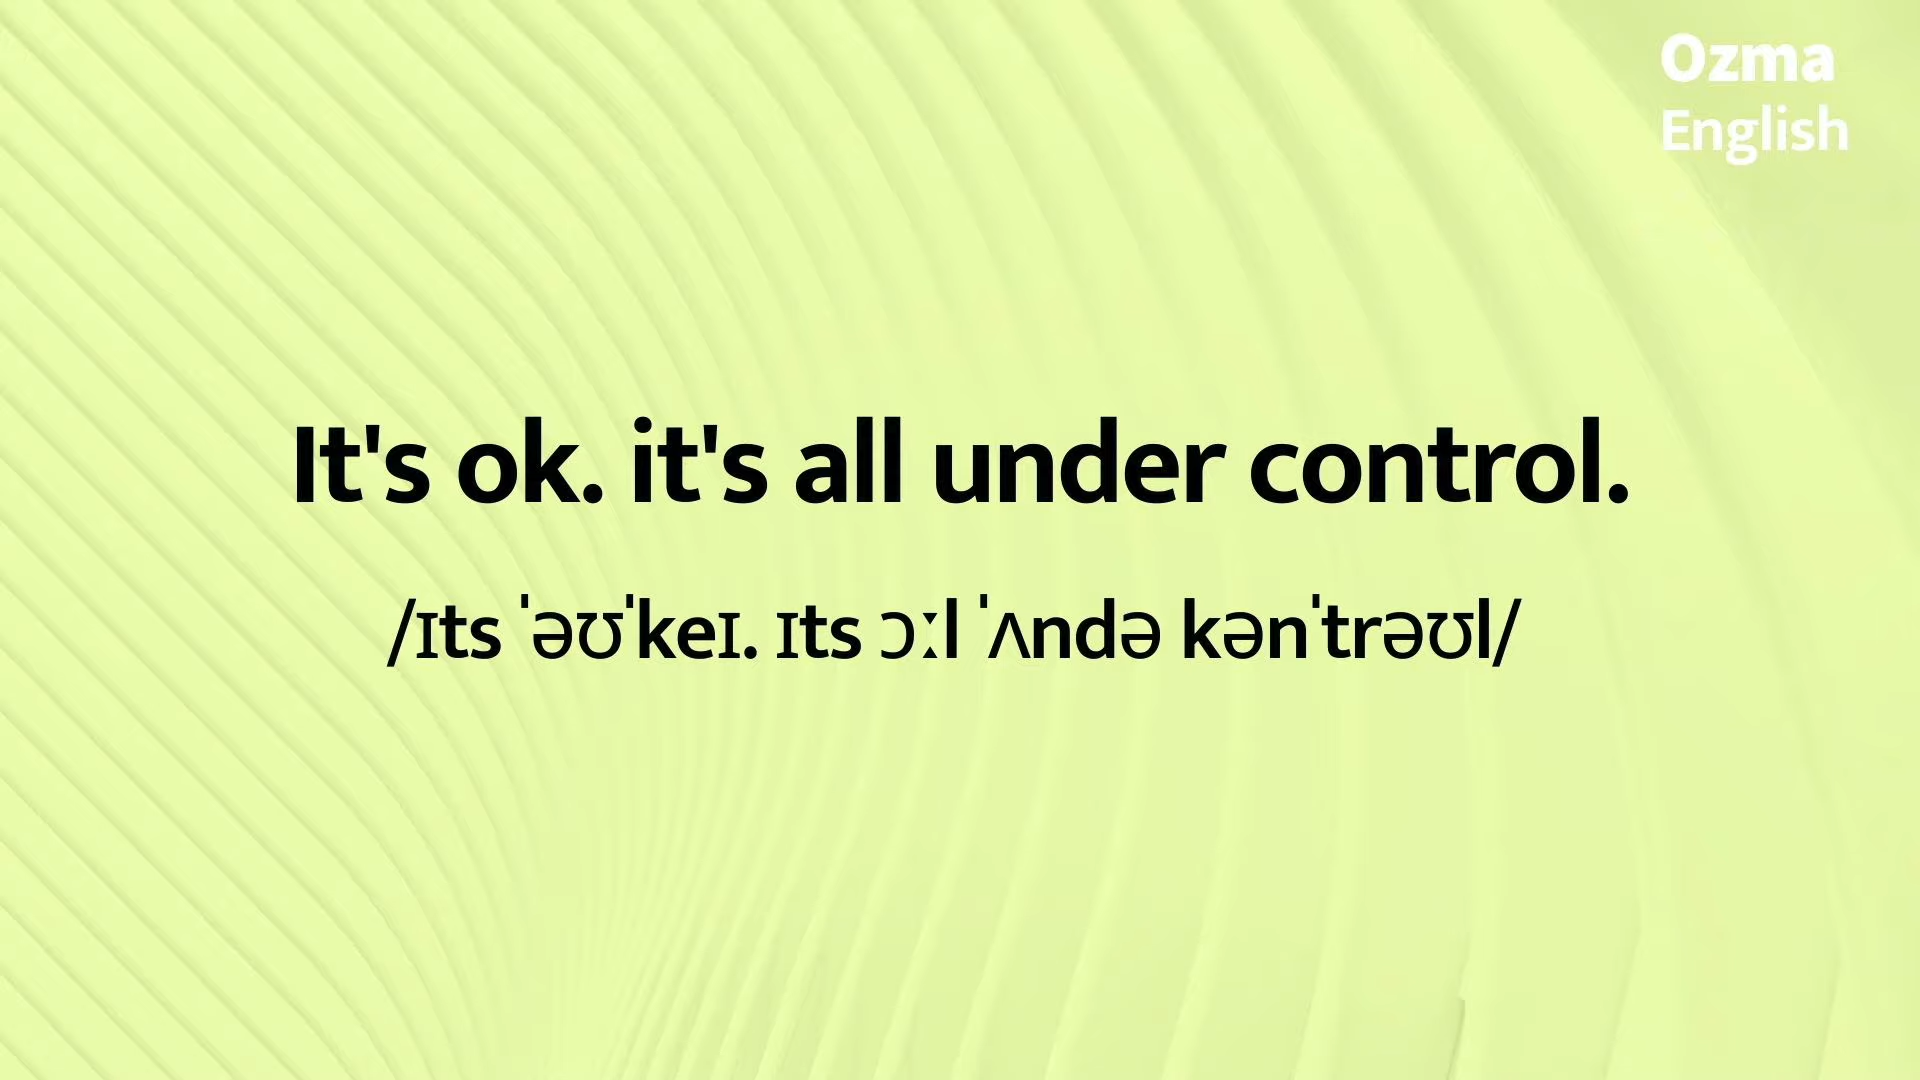 Ozma
English
It's ok. it's all under control.
/ɪts ˈəʊˈkeɪ. ɪts ɔːl ˈʌndə kənˈtrəʊl/